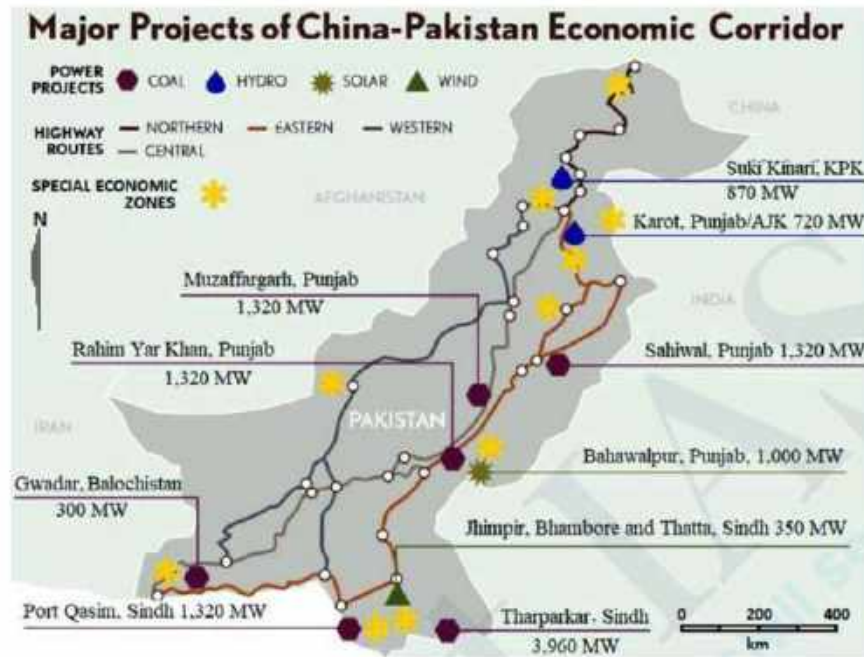 Major Projects of China-Pakistan Economic Corridor
POWER
PROJECTS
COAL
HYDRO
SOLAR
WIND
HIGHWAY
ROUTES
NORTHERN
EASTERN
WESTERN
CENTRAL
SPECIAL ECONOMIC
ZONES
CHINA
AFGHANISTAN
N
Suki Kinari, KPK
870 MW
Karot, Punjab/AJK 720 MW
Muzaffargarh, Punjab
1,320 MW
INDIA
Rahim Yar Khan, Punjab
1,320 MW
Sahiwal, Punjab 1,320 MW
PAKISTAN
IRAN
Bahawalpur, Punjab, 1,000 MW
Gwadar, Balochistan
300 MW
Jhimpir, Bhambore and Thatta, Sindh 350 MW
Port Qasim, Sindh 1,320 MW
Tharparkar, Sindh
3,960 MW
0 200 400
km
IAS